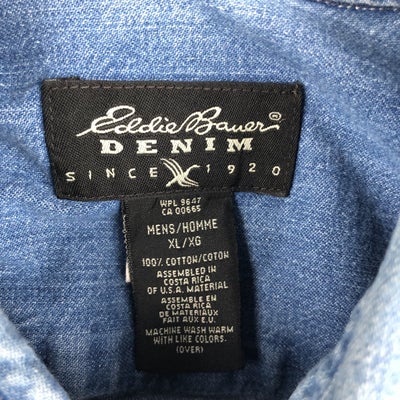 Eddie Bauer ®
DENIM
SINCE 1920
WPL 9647
CA 00665
MENS/HOMME
XL/XG
100% COTTON/COTON
ASSEMBLED IN
COSTA RICA
OF U.S.A. MATERIAL
ASSEMBLE EN
COSTA RICA
DE MATERIAUX
FAIT AUX E.U.
MACHINE WASH WARM
WITH LIKE COLORS.
(OVER)